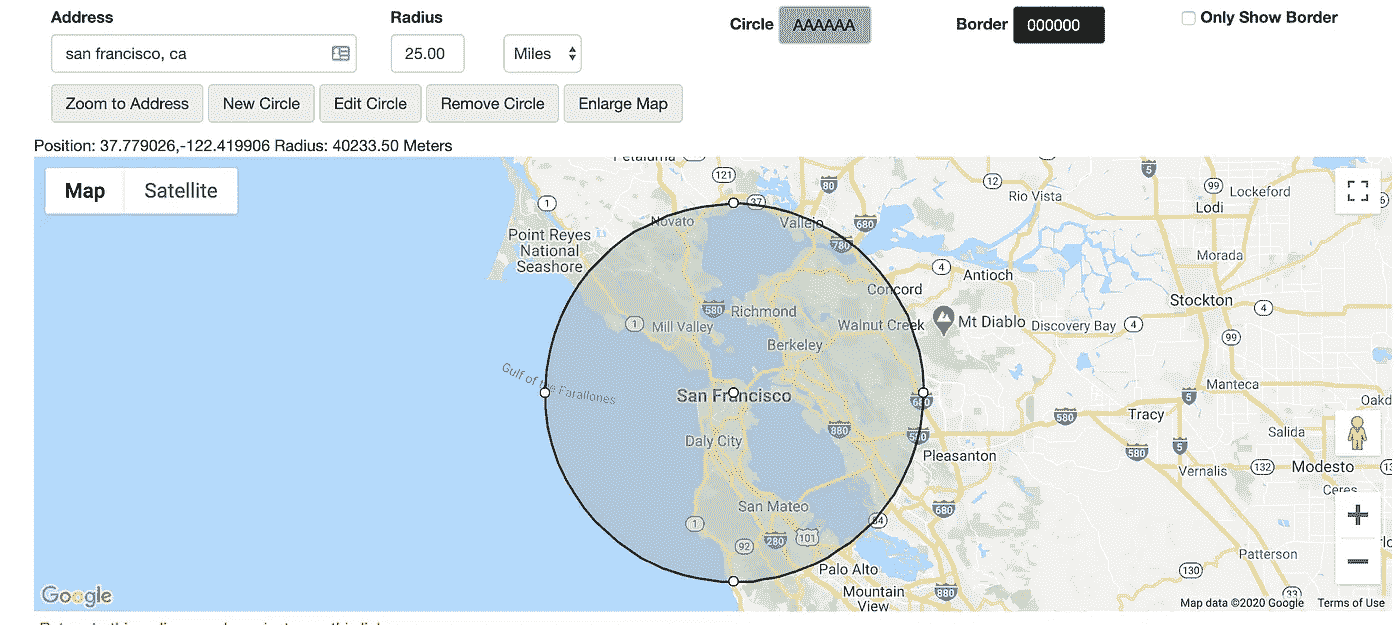 Address
Radius
Circle AAAAAA
Border 000000
Only Show Border
san francisco, ca
25.00
Miles
Zoom to Address
New Circle
Edit Circle
Remove Circle
Enlarge Map
Position: 37.779026,-122.419906 Radius: 40233.50 Meters
Map
Satellite
Petaluma
121
80
12
5
99
Lockeford
Rio Vista
Lodi
1
37
Novato
Vallejo
680
780
Point Reyes
National
Seashore
Morada
4
Antioch
Concord
Stockton
4
580
Richmond
1
Mill Valley
Walnut Creek
Mt Diablo
Discovery Bay
4
99
Berkeley
Gulf of the Farallones
San Francisco
680
Manteca
5
Tracy
580
880
Daly City
580
Salida
Pleasanton
580
5
Vernalis
132
Modesto
Ceres
San Mateo
680
1
84
92
280
101
Patterson
Palo Alto
130
Mountain
View
880
33
Google
Map data ©2020 Google
Terms of Use